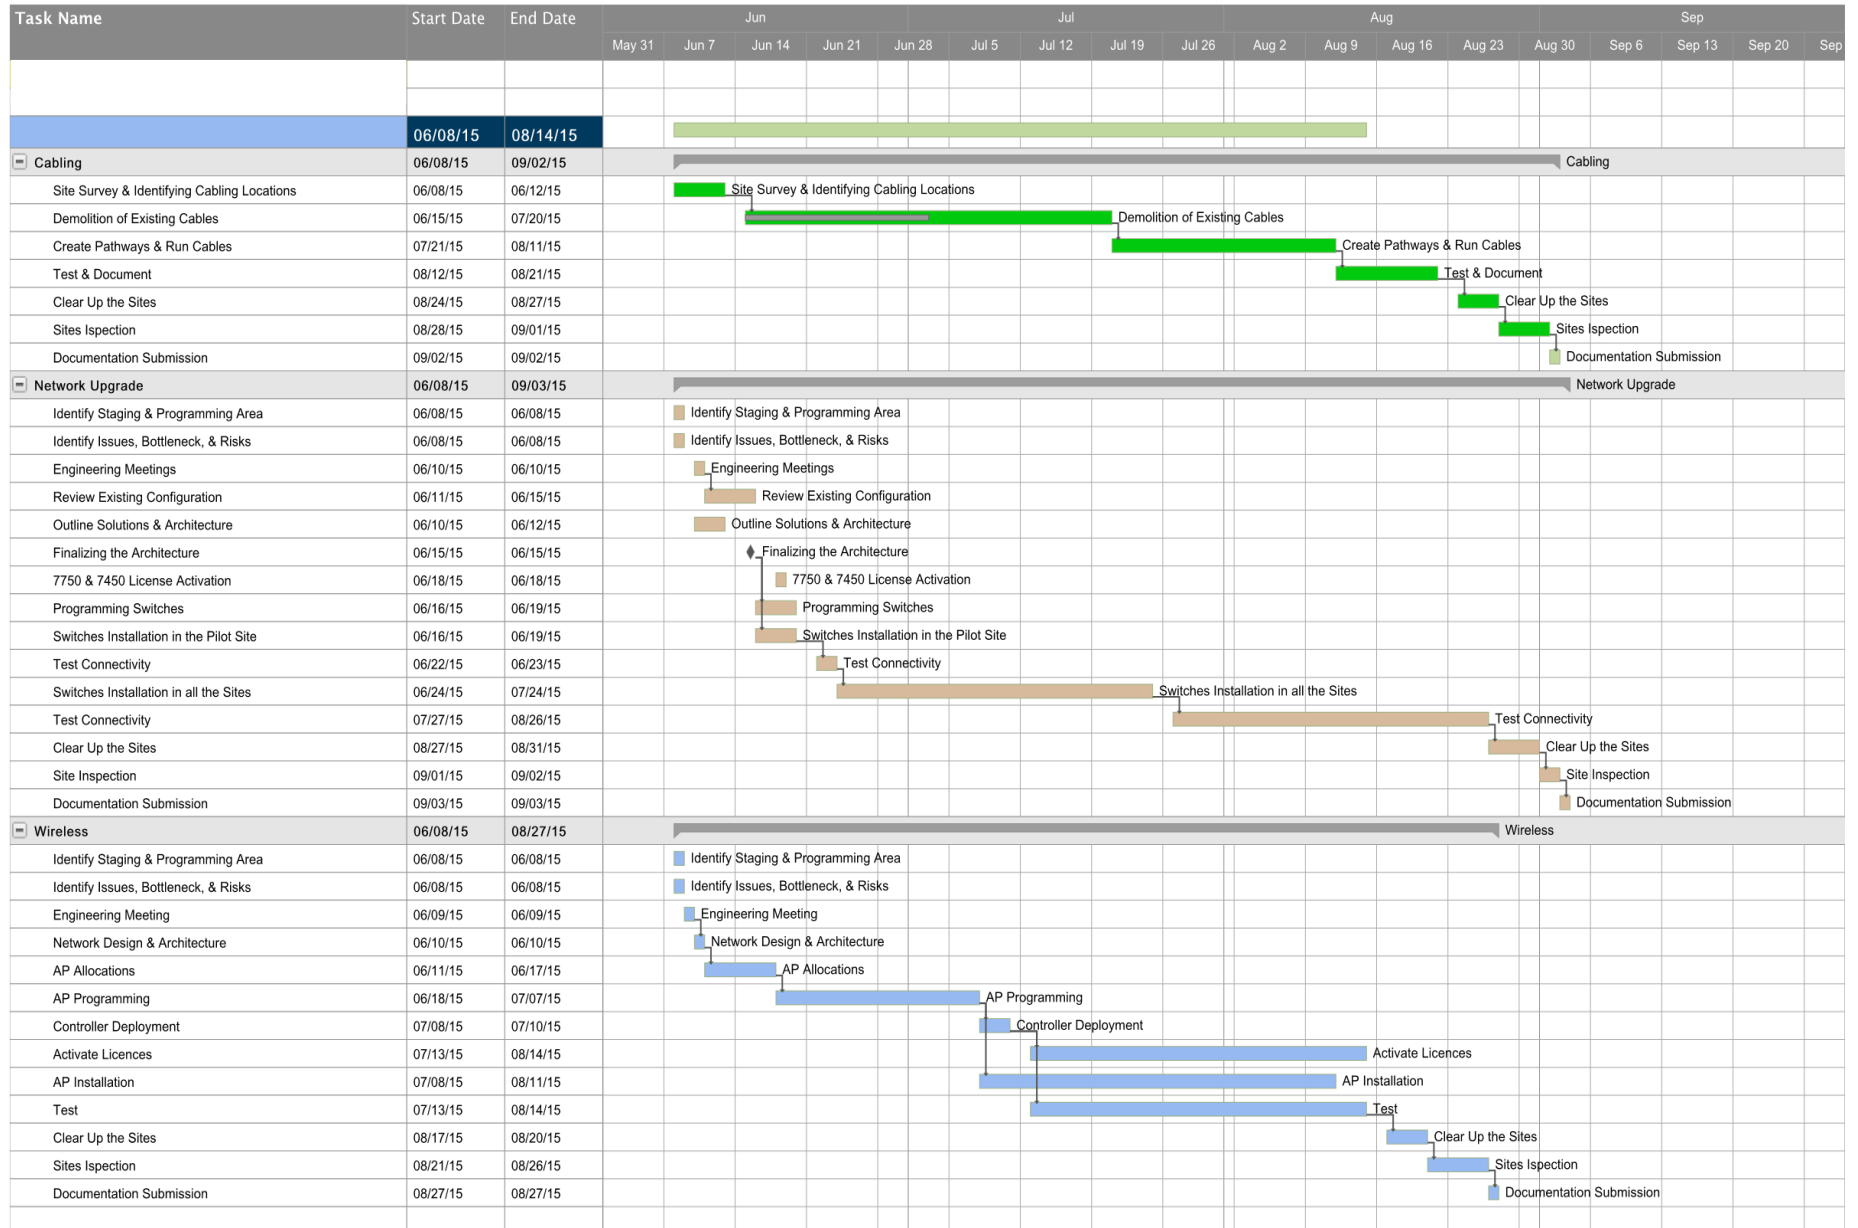 Task Name Start Date End Date Jun Jul Aug Sep
May 31 Jun 7 Jun 14 Jun 21 Jun 28 Jul 5 Jul 12 Jul 19 Jul 26 Aug 2 Aug 9 Aug 16 Aug 23 Aug 30 Sep 6 Sep 13 Sep 20 Sep
06/08/15 08/14/15
Cabling 06/08/15 09/02/15 Cabling
Site Survey & Identifying Cabling Locations 06/08/15 06/12/15 Site Survey & Identifying Cabling Locations
Demolition of Existing Cables 06/15/15 07/20/15 Demolition of Existing Cables
Create Pathways & Run Cables 07/21/15 08/11/15 Create Pathways & Run Cables
Test & Document 08/12/15 08/21/15 Test & Document
Clear Up the Sites 08/24/15 08/27/15 Clear Up the Sites
Sites Ispection 08/28/15 09/01/15 Sites Ispection
Documentation Submission 09/02/15 09/02/15 Documentation Submission
Network Upgrade 06/08/15 09/03/15 Network Upgrade
Identify Staging & Programming Area 06/08/15 06/08/15 Identify Staging & Programming Area
Identify Issues, Bottleneck, & Risks 06/08/15 06/08/15 Identify Issues, Bottleneck, & Risks
Engineering Meetings 06/10/15 06/10/15 Engineering Meetings
Review Existing Configuration 06/11/15 06/15/15 Review Existing Configuration
Outline Solutions & Architecture 06/10/15 06/12/15 Outline Solutions & Architecture
Finalizing the Architecture 06/15/15 06/15/15 Finalizing the Architecture
7750 & 7450 License Activation 06/18/15 06/18/15 7750 & 7450 License Activation
Programming Switches 06/16/15 06/19/15 Programming Switches
Switches Installation in the Pilot Site 06/16/15 06/19/15 Switches Installation in the Pilot Site
Test Connectivity 06/22/15 06/23/15 Test Connectivity
Switches Installation in all the Sites 06/24/15 07/24/15 Switches Installation in all the Sites
Test Connectivity 07/27/15 08/26/15 Test Connectivity
Clear Up the Sites 08/27/15 08/31/15 Clear Up the Sites
Site Inspection 09/01/15 09/02/15 Site Inspection
Documentation Submission 09/03/15 09/03/15 Documentation Submission
Wireless 06/08/15 08/27/15 Wireless
Identify Staging & Programming Area 06/08/15 06/08/15 Identify Staging & Programming Area
Identify Issues, Bottleneck, & Risks 06/08/15 06/08/15 Identify Issues, Bottleneck, & Risks
Engineering Meeting 06/09/15 06/09/15 Engineering Meeting
Network Design & Architecture 06/10/15 06/10/15 Network Design & Architecture
AP Allocations 06/11/15 06/17/15 AP Allocations
AP Programming 06/18/15 07/07/15 AP Programming
Controller Deployment 07/08/15 07/10/15 Controller Deployment
Activate Licences 07/13/15 08/14/15 Activate Licences
AP Installation 07/08/15 08/11/15 AP Installation
Test 07/13/15 08/14/15 Test
Clear Up the Sites 08/17/15 08/20/15 Clear Up the Sites
Sites Ispection 08/21/15 08/26/15 Sites Ispection
Documentation Submission 08/27/15 08/27/15 Documentation Submission